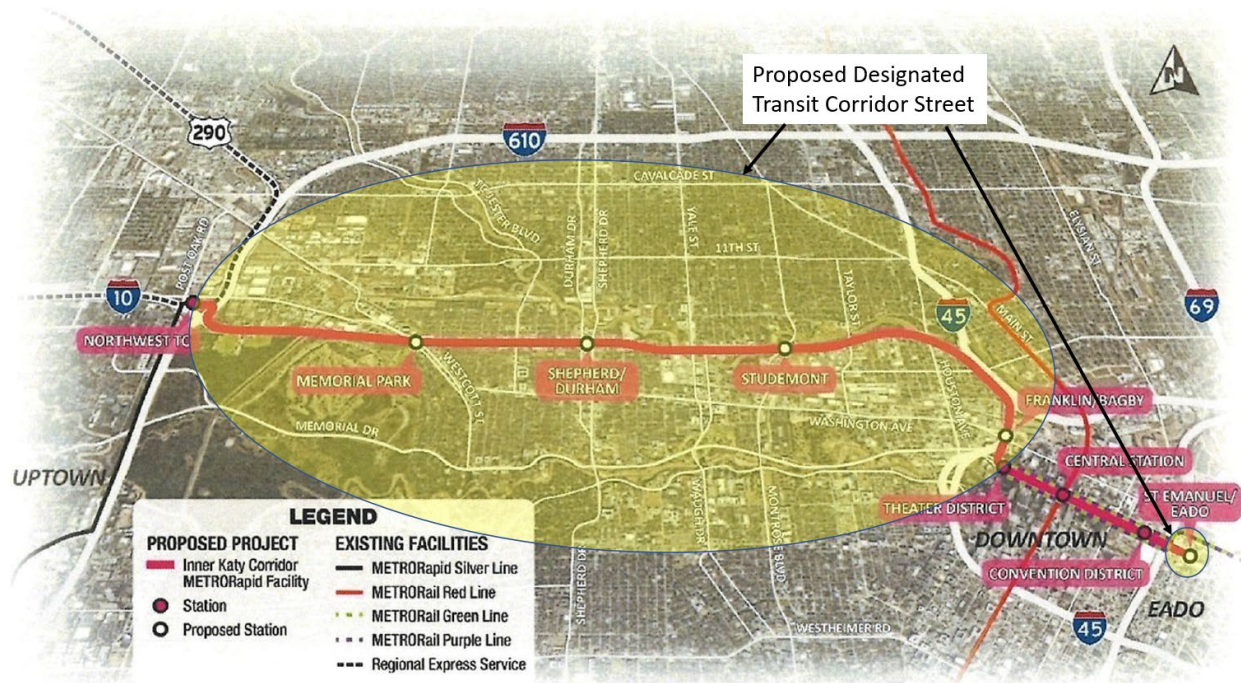 Proposed Designated
Transit Corridor Street
N
290
610
CAVALCADE ST
TC JESTER BLVD
POST OAK RD
DURHAM DR
SHEPHERD DR
YALE ST
11TH ST
TAYLOR ST
ELYSIAN ST
10
45
69
MAIN ST
NORTHWEST TC
MEMORIAL PARK
WESTCOTT ST
SHEPHERD/
DURHAM
STUDEMONT
HOUSTON AVE
FRANKLIN/BAGBY
MEMORIAL DR
WASHINGTON AVE
CENTRAL STATION
UPTOWN
THEATER DISTRICT
ST EMANUEL/
EADO
WAUGH DR
MONTROSE BLVD
SHEPHERD DR
DOWNTOWN
CONVENTION DISTRICT
EADO
WESTHEIMER RD
45
LEGEND
PROPOSED PROJECT
Inner Katy Corridor
METRORapid Facility
Station
Proposed Station
EXISTING FACILITIES
METRORapid Silver Line
METRORail Red Line
METRORail Green Line
METRORail Purple Line
Regional Express Service